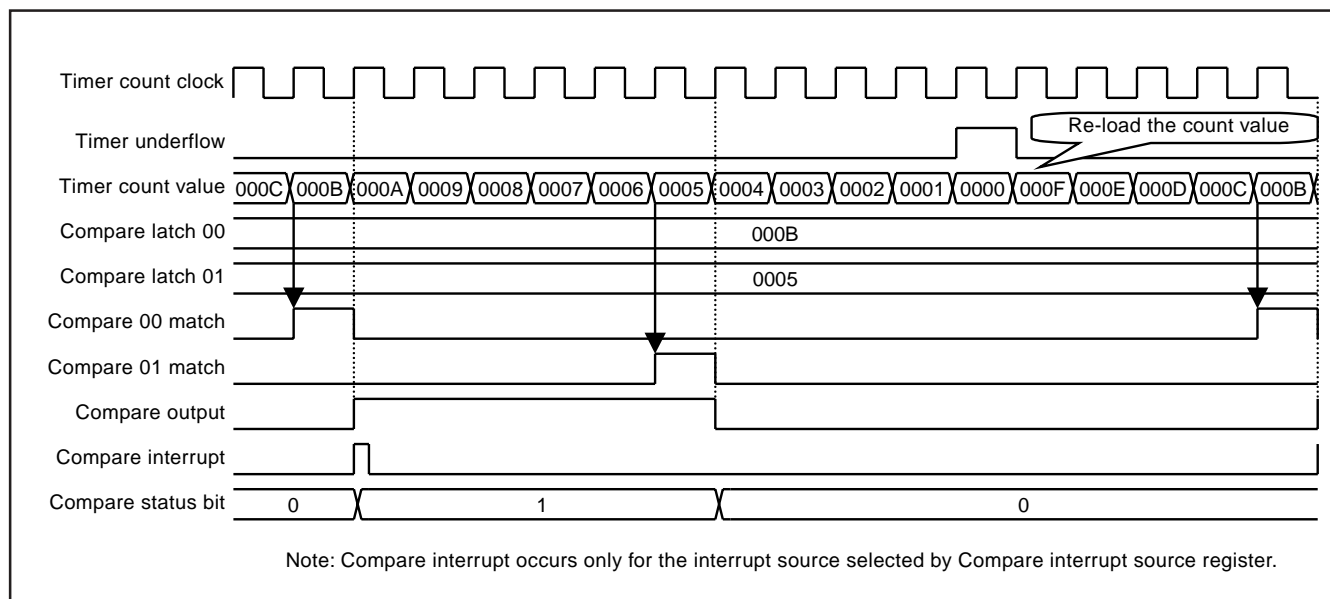 Timer count clock
Timer underflow
Re-load the count value
Timer count value
000C 000B 000A 0009 0008 0007 0006 0005 0004 0003 0002 0001 0000 000F 000E 000D 000C 000B
Compare latch 00
000B
Compare latch 01
0005
Compare 00 match
Compare 01 match
Compare output
Compare interrupt
Compare status bit
0 1 0
Note: Compare interrupt occurs only for the interrupt source selected by Compare interrupt source register.